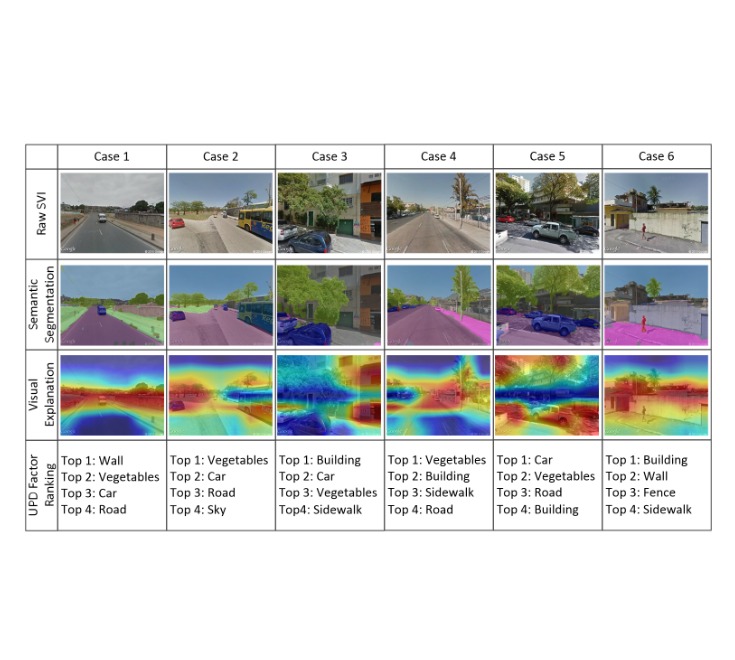 Case 1
Case 2
Case 3
Case 4
Case 5
Case 6
Raw SVI
Semantic
Segmentation
Visual
Explanation
UPD Factor
Ranking
Top 1: Wall
Top 2: Vegetables
Top 3: Car
Top 4: Road
Top 1: Vegetables
Top 2: Car
Top 3: Road
Top 4: Sky
Top 1: Building
Top 2: Car
Top 3: Vegetables
Top4: Sidewalk
Top 1: Vegetables
Top 2: Building
Top 3: Sidewalk
Top 4: Road
Top 1: Car
Top 2: Vegetables
Top 3: Road
Top 4: Building
Top 1: Building
Top 2: Wall
Top 3: Fence
Top 4: Sidewalk